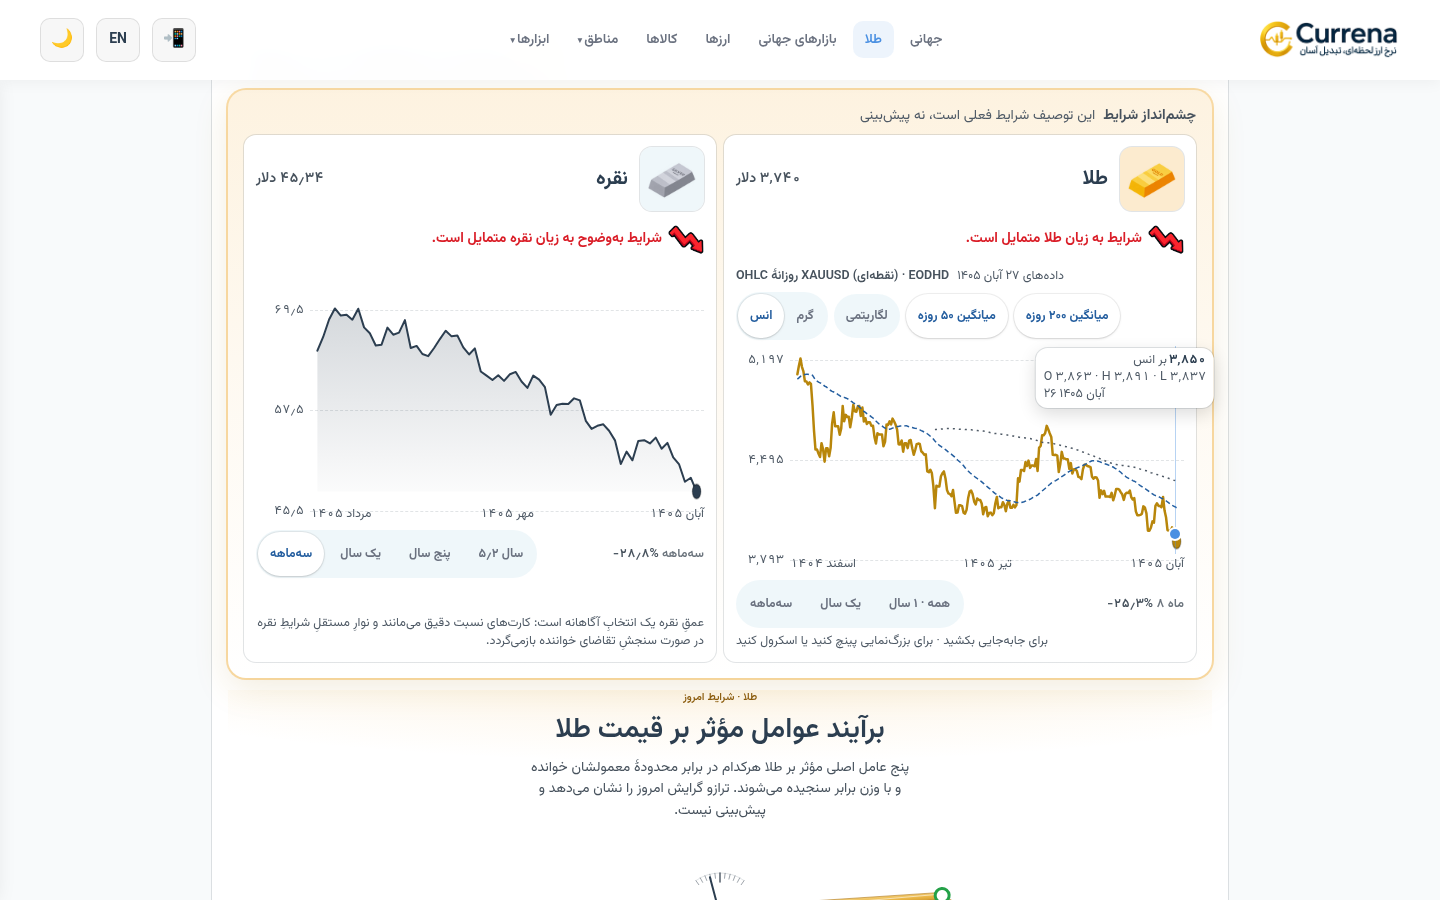 Currena
نرخ ارز لحظه‌ای، تبدیل آسان
جهانی
طلا
بازارهای جهانی
ارزها
کالاها
مناطق ▾
ابزارها ▾
EN
چشم‌انداز شرایط این توصیف شرایط فعلی است، نه پیش‌بینی
طلا
۳٬۷۴۰ دلار
شرایط به زیان طلا متمایل است.
داده‌های ۲۷ آبان ۱۴۰۵ OHLC روزانهٔ XAUUSD (نقطه‌ای) · EODHD
میانگین ۲۰۰ روزه
میانگین ۵۰ روزه
لگاریتمی
گرم
انس
۳,۸۵۰ بر انس
O ۳,۸۶۳ · H ۳,۸۹۱ · L ۳,۸۳۷
۲۶ آبان ۱۴۰۵
۵,۱۹۷
۴,۴۹۵
۳,۷۹۳
اسفند ۱۴۰۴
تیر ۱۴۰۵
آبان ۱۴۰۵
۸ ماه -۲۵٫۳%
همه · ۱ سال
یک سال
سه‌ماهه
برای جابه‌جایی بکشید · برای بزرگ‌نمایی پینچ کنید یا اسکرول کنید
نقره
۴۵٫۳۴ دلار
شرایط به‌وضوح به زیان نقره متمایل است.
۶۹٫۵
۵۷٫۵
۴۵٫۵
مرداد ۱۴۰۵
مهر ۱۴۰۵
آبان ۱۴۰۵
سه‌ماهه -۲۸٫۸%
۵٫۲ سال
پنج سال
یک سال
سه‌ماهه
عمقِ نقره یک انتخابِ آگاهانه است: کارت‌های نسبت دقیق می‌مانند و نوارِ مستقلِ شرایطِ نقره
در صورت سنجشِ تقاضای خواننده بازمی‌گردد.
طلا · شرایط امروز
برآیند عوامل مؤثر بر قیمت طلا
پنج عامل اصلی مؤثر بر طلا هرکدام در برابر محدودهٔ معمولشان خوانده
و با وزن برابر سنجیده می‌شوند. ترازو گرایش امروز را نشان می‌دهد و
پیش‌بینی نیست.